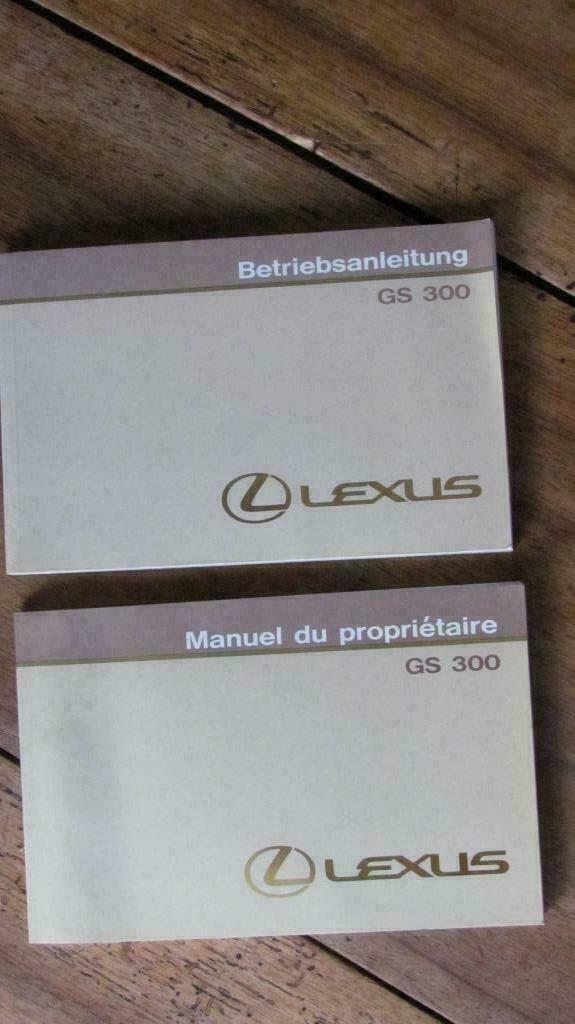 Betriebsanleitung
GS 300
LEXUS
Manuel du propriétaire
GS 300
LEXUS